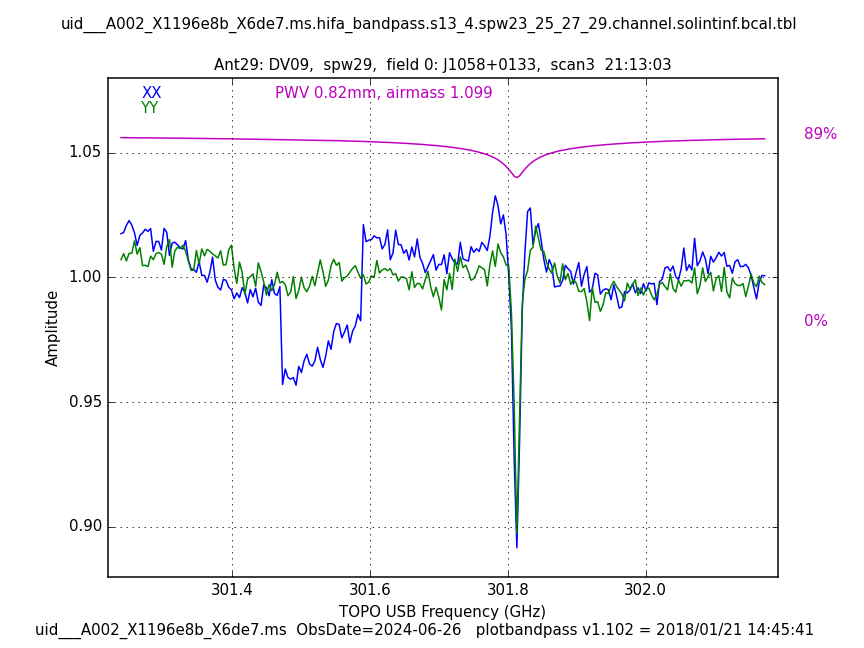 uid___A002_X1196e8b_X6de7.ms.hifa_bandpass.s13_4.spw23_25_27_29.channel.solintinf.bcal.tbl
Ant29: DV09,  spw29,  field 0: J1058+0133,  scan3  21:13:03
XX
PWV 0.82mm, airmass 1.099
YY
89%
0%
1.05
1.00
0.95
0.90
Amplitude
301.4
301.6
301.8
302.0
TOPO USB Frequency (GHz)
uid___A002_X1196e8b_X6de7.ms  ObsDate=2024-06-26   plotbandpass v1.102 = 2018/01/21 14:45:41